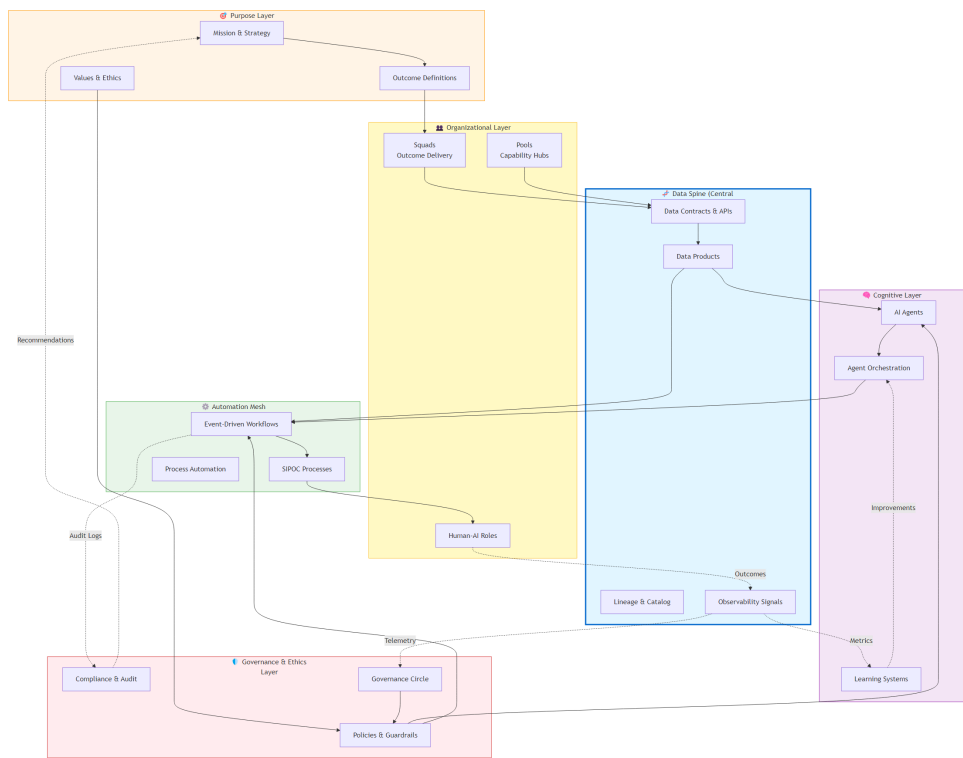 🎯 Purpose Layer
Mission & Strategy
Values & Ethics
Outcome Definitions
👥 Organizational Layer
Squads
Outcome Delivery
Pools
Capability Hubs
🧬 Data Spine (Central
Data Contracts & APIs
Data Products
🧠 Cognitive Layer
AI Agents
Recommendations
Agent Orchestration
⚙️ Automation Mesh
Event-Driven Workflows
Process Automation
SIPOC Processes
Improvements
Audit Logs
Human-AI Roles
Outcomes
Lineage & Catalog
Observability Signals
Telemetry
Metrics
🛡️ Governance & Ethics
Layer
Compliance & Audit
Governance Circle
Learning Systems
Policies & Guardrails